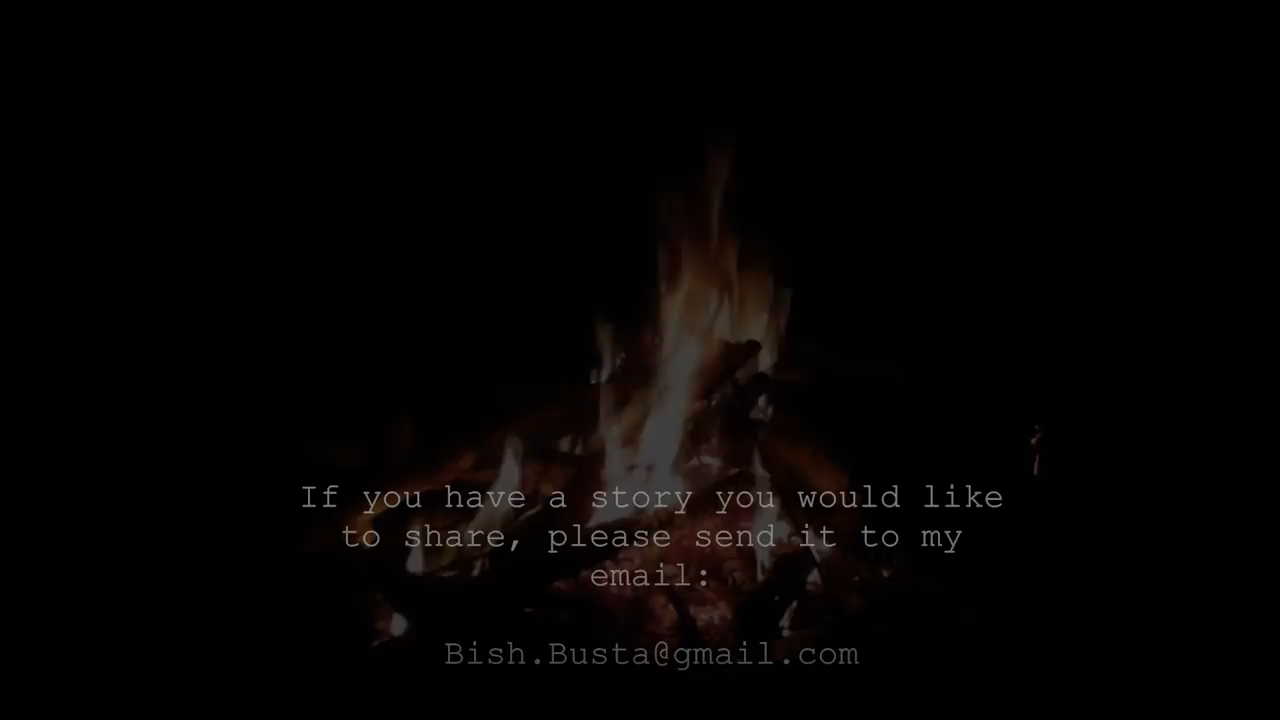 If you have a story you would like
to share, please send it to my
email:
Bish.Busta@gmail.com